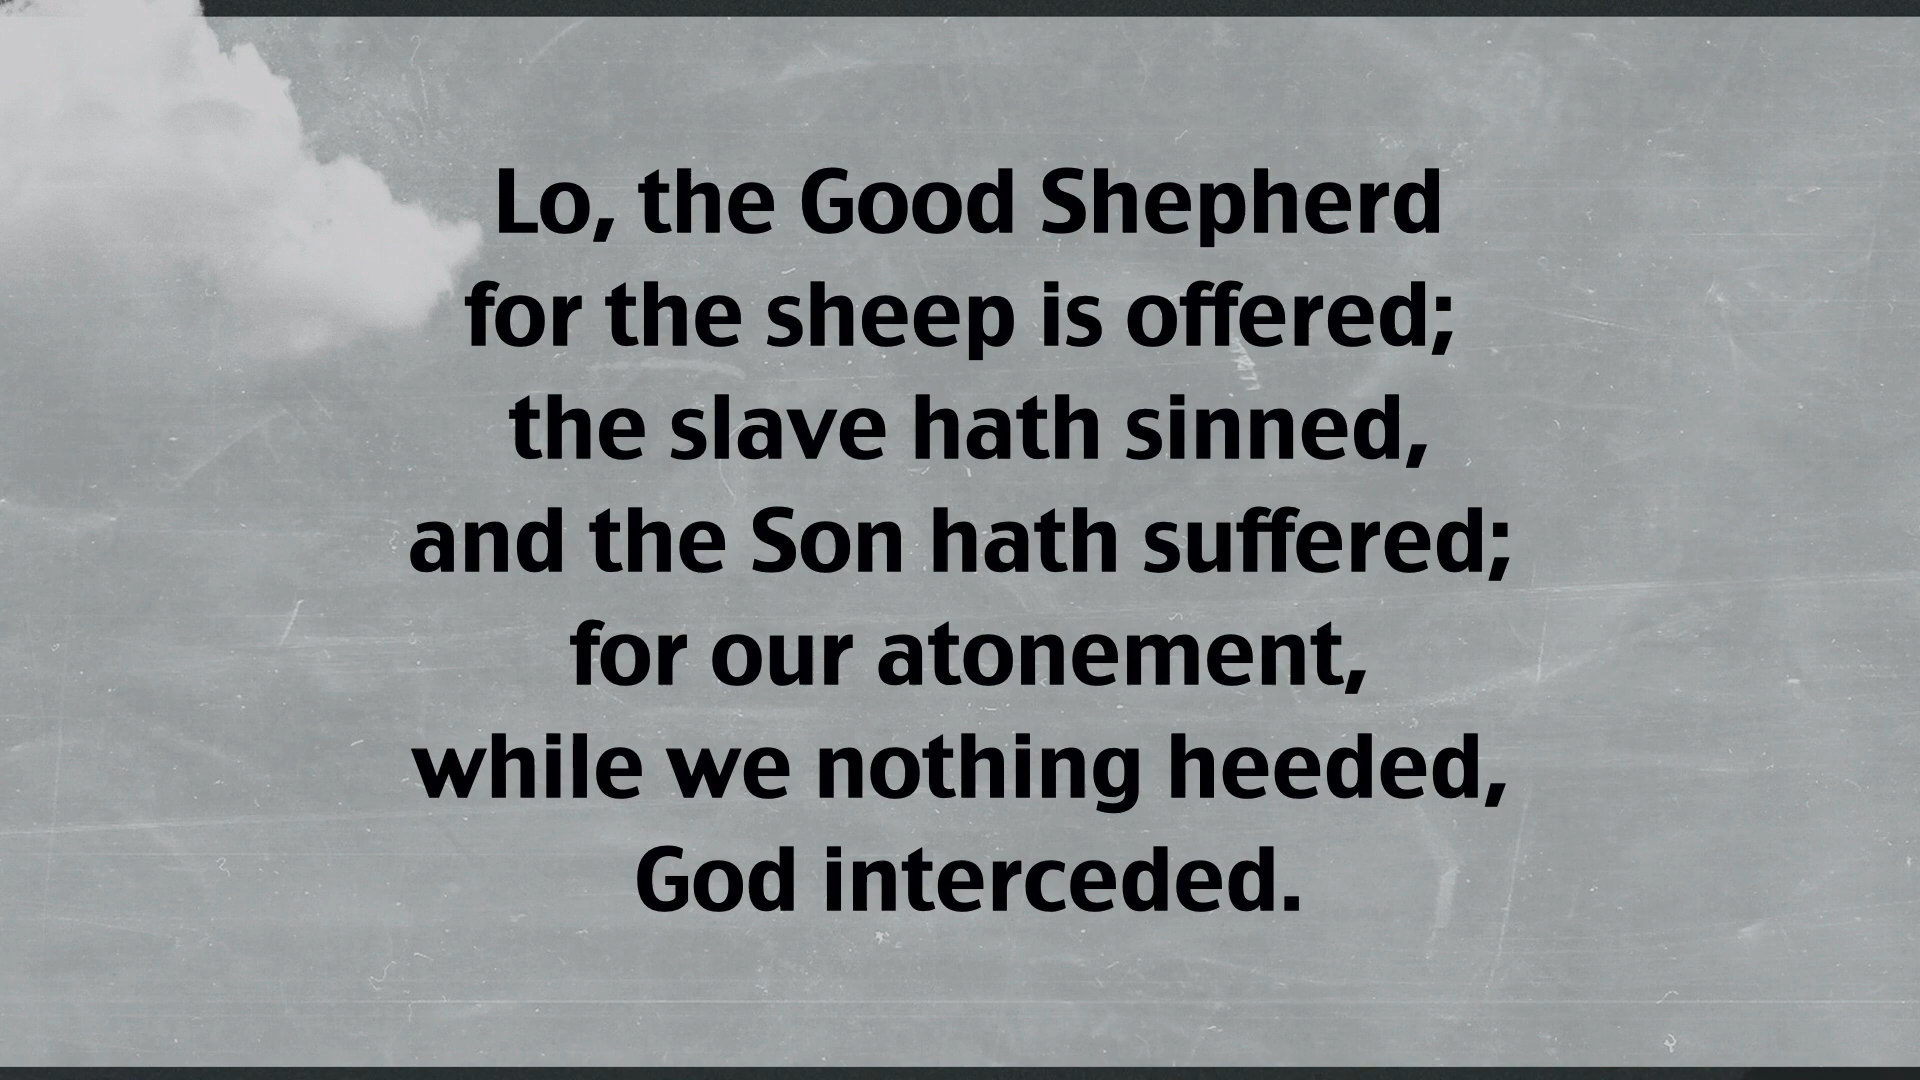 Lo, the Good Shepherd
for the sheep is offered;
the slave hath sinned,
and the Son hath suffered;
for our atonement,
while we nothing heeded,
God interceded.